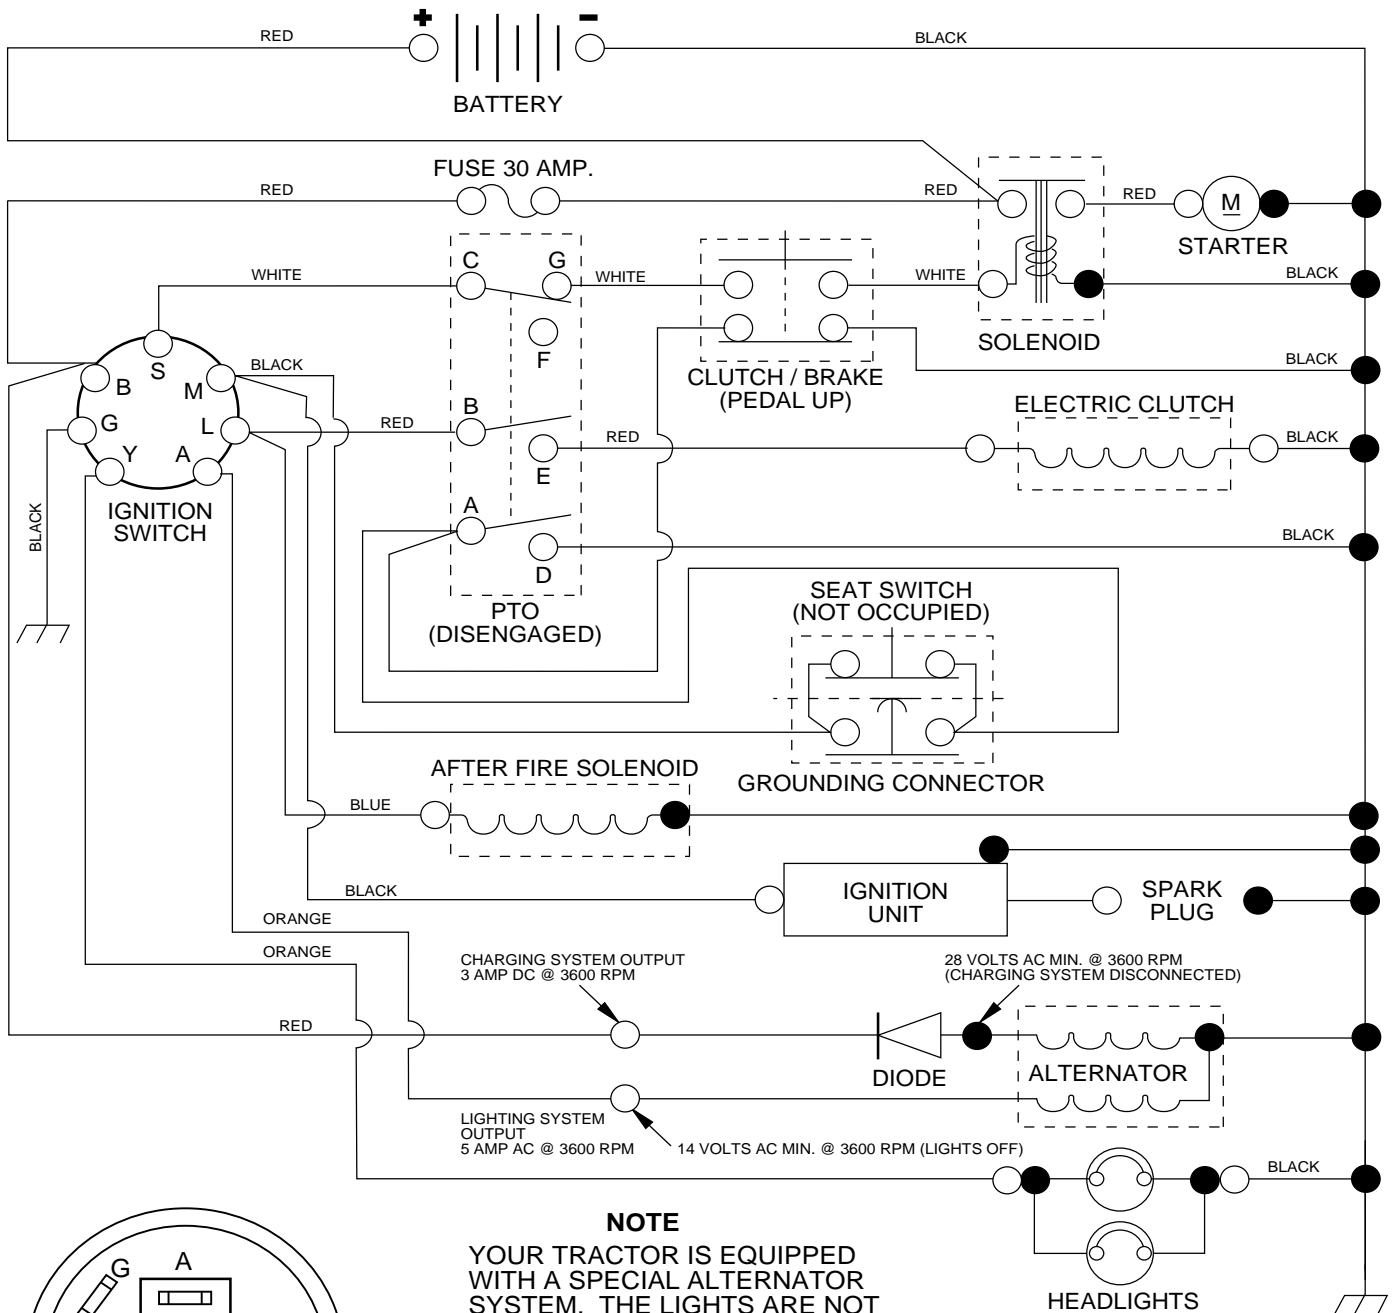 + -
RED
BLACK
BATTERY
FUSE 30 AMP.
RED
RED
RED
M
STARTER
C
G
WHITE
WHITE
WHITE
BLACK
SOLENOID
F
S
B
M
BLACK
CLUTCH / BRAKE
(PEDAL UP)
BLACK
G
L
RED
B
E
RED
ELECTRIC CLUTCH
BLACK
Y
A
IGNITION
SWITCH
BLACK
A
D
BLACK
PTO
(DISENGAGED)
SEAT SWITCH
(NOT OCCUPIED)
GROUNDING CONNECTOR
AFTER FIRE SOLENOID
BLUE
BLACK
IGNITION
UNIT
SPARK
PLUG
ORANGE
ORANGE
CHARGING SYSTEM OUTPUT
3 AMP DC @ 3600 RPM
28 VOLTS AC MIN. @ 3600 RPM
(CHARGING SYSTEM DISCONNECTED)
RED
DIODE
ALTERNATOR
LIGHTING SYSTEM
OUTPUT
5 AMP AC @ 3600 RPM
14 VOLTS AC MIN. @ 3600 RPM (LIGHTS OFF)
BLACK
HEADLIGHTS
G
A
NOTE
YOUR TRACTOR IS EQUIPPED
WITH A SPECIAL ALTERNATOR
SYSTEM. THE LIGHTS ARE NOT